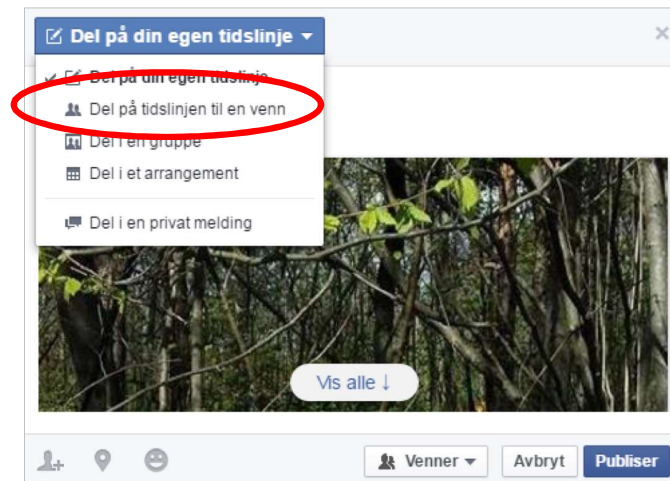 Del på din egen tidslinje
Del på din egen tidslinje
Del på tidslinjen til en venn
Del i en gruppe
Del i et arrangement
Del i en privat melding
Vis alle ↓
Venner
Avbryt
Publiser